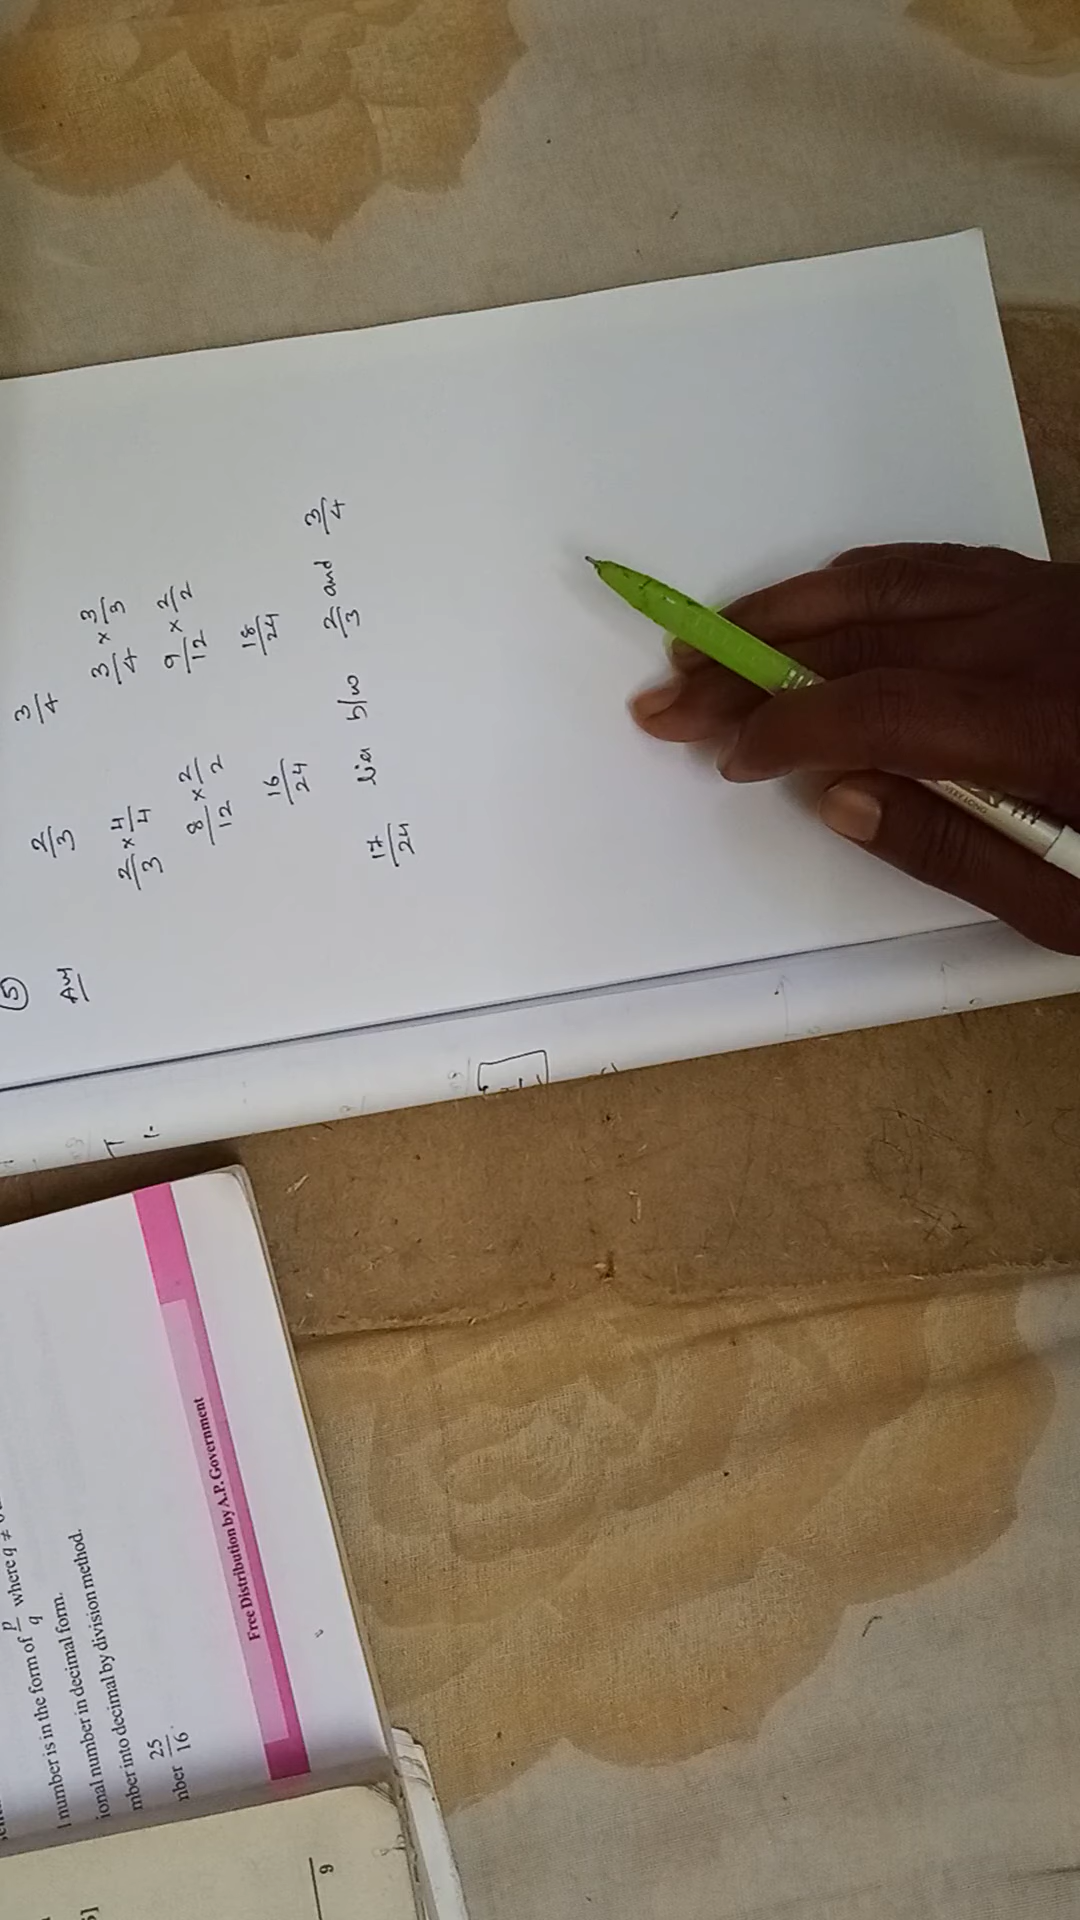 (5) 2/3 3/4
Ans 2/3 × 4/4 3/4 × 3/3
8/12 × 2/2 9/12 × 2/2
16/24 18/24
17/24 lie b/w 2/3 and 3/4
number is in the form of p/q where q ≠
ional number in decimal form.
mber into decimal by division method.
nber 25/16.
Free Distribution by A.P. Government
9